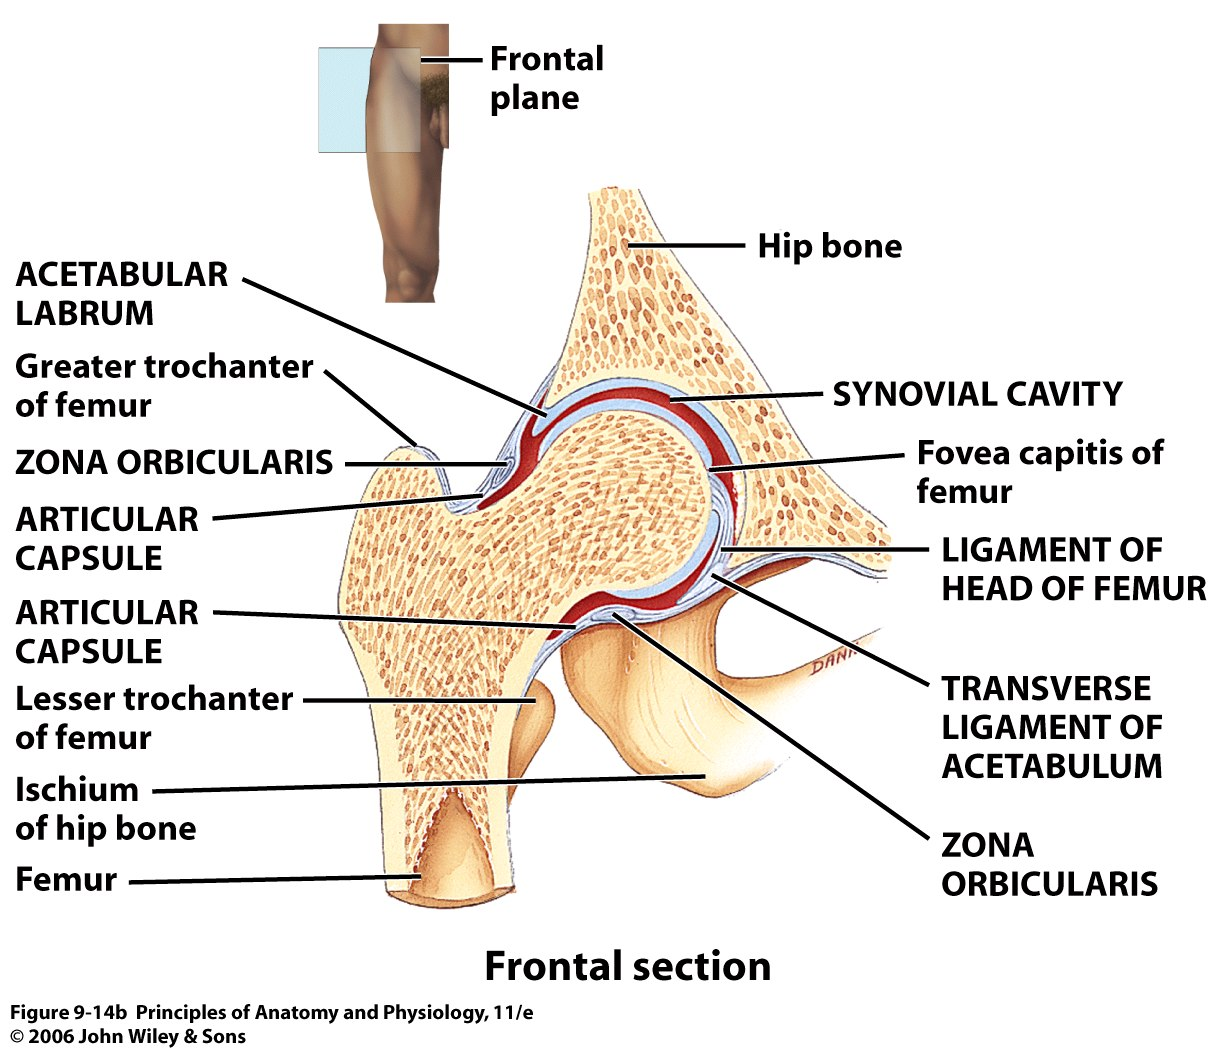 Frontal
plane
Hip bone
ACETABULAR
LABRUM
Greater trochanter
of femur
SYNOVIAL CAVITY
ZONA ORBICULARIS
Fovea capitis of
femur
ARTICULAR
CAPSULE
LIGAMENT OF
HEAD OF FEMUR
ARTICULAR
CAPSULE
Lesser trochanter
of femur
TRANSVERSE
LIGAMENT OF
ACETABULUM
Ischium
of hip bone
ZONA
ORBICULARIS
Femur
Frontal section
Figure 9-14b Principles of Anatomy and Physiology, 11/e
© 2006 John Wiley & Sons